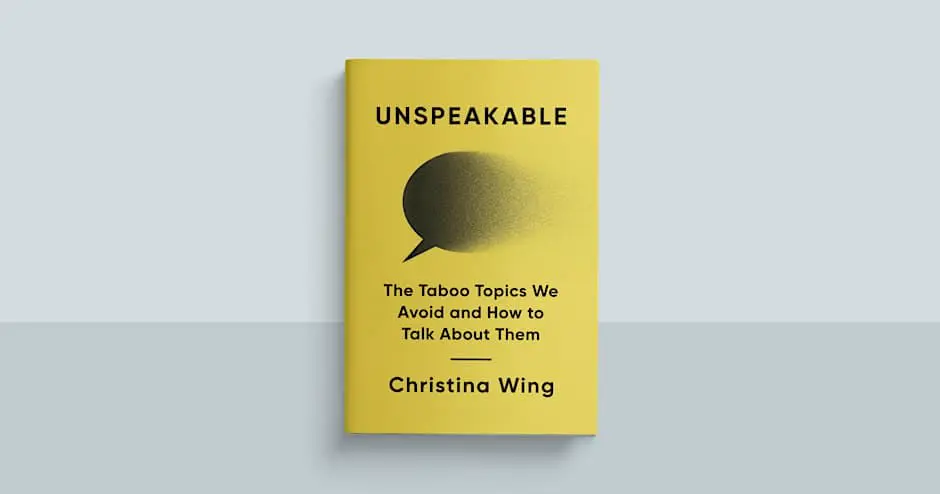 UNSPEAKABLE
The Taboo Topics We
Avoid and How to
Talk About Them
Christina Wing